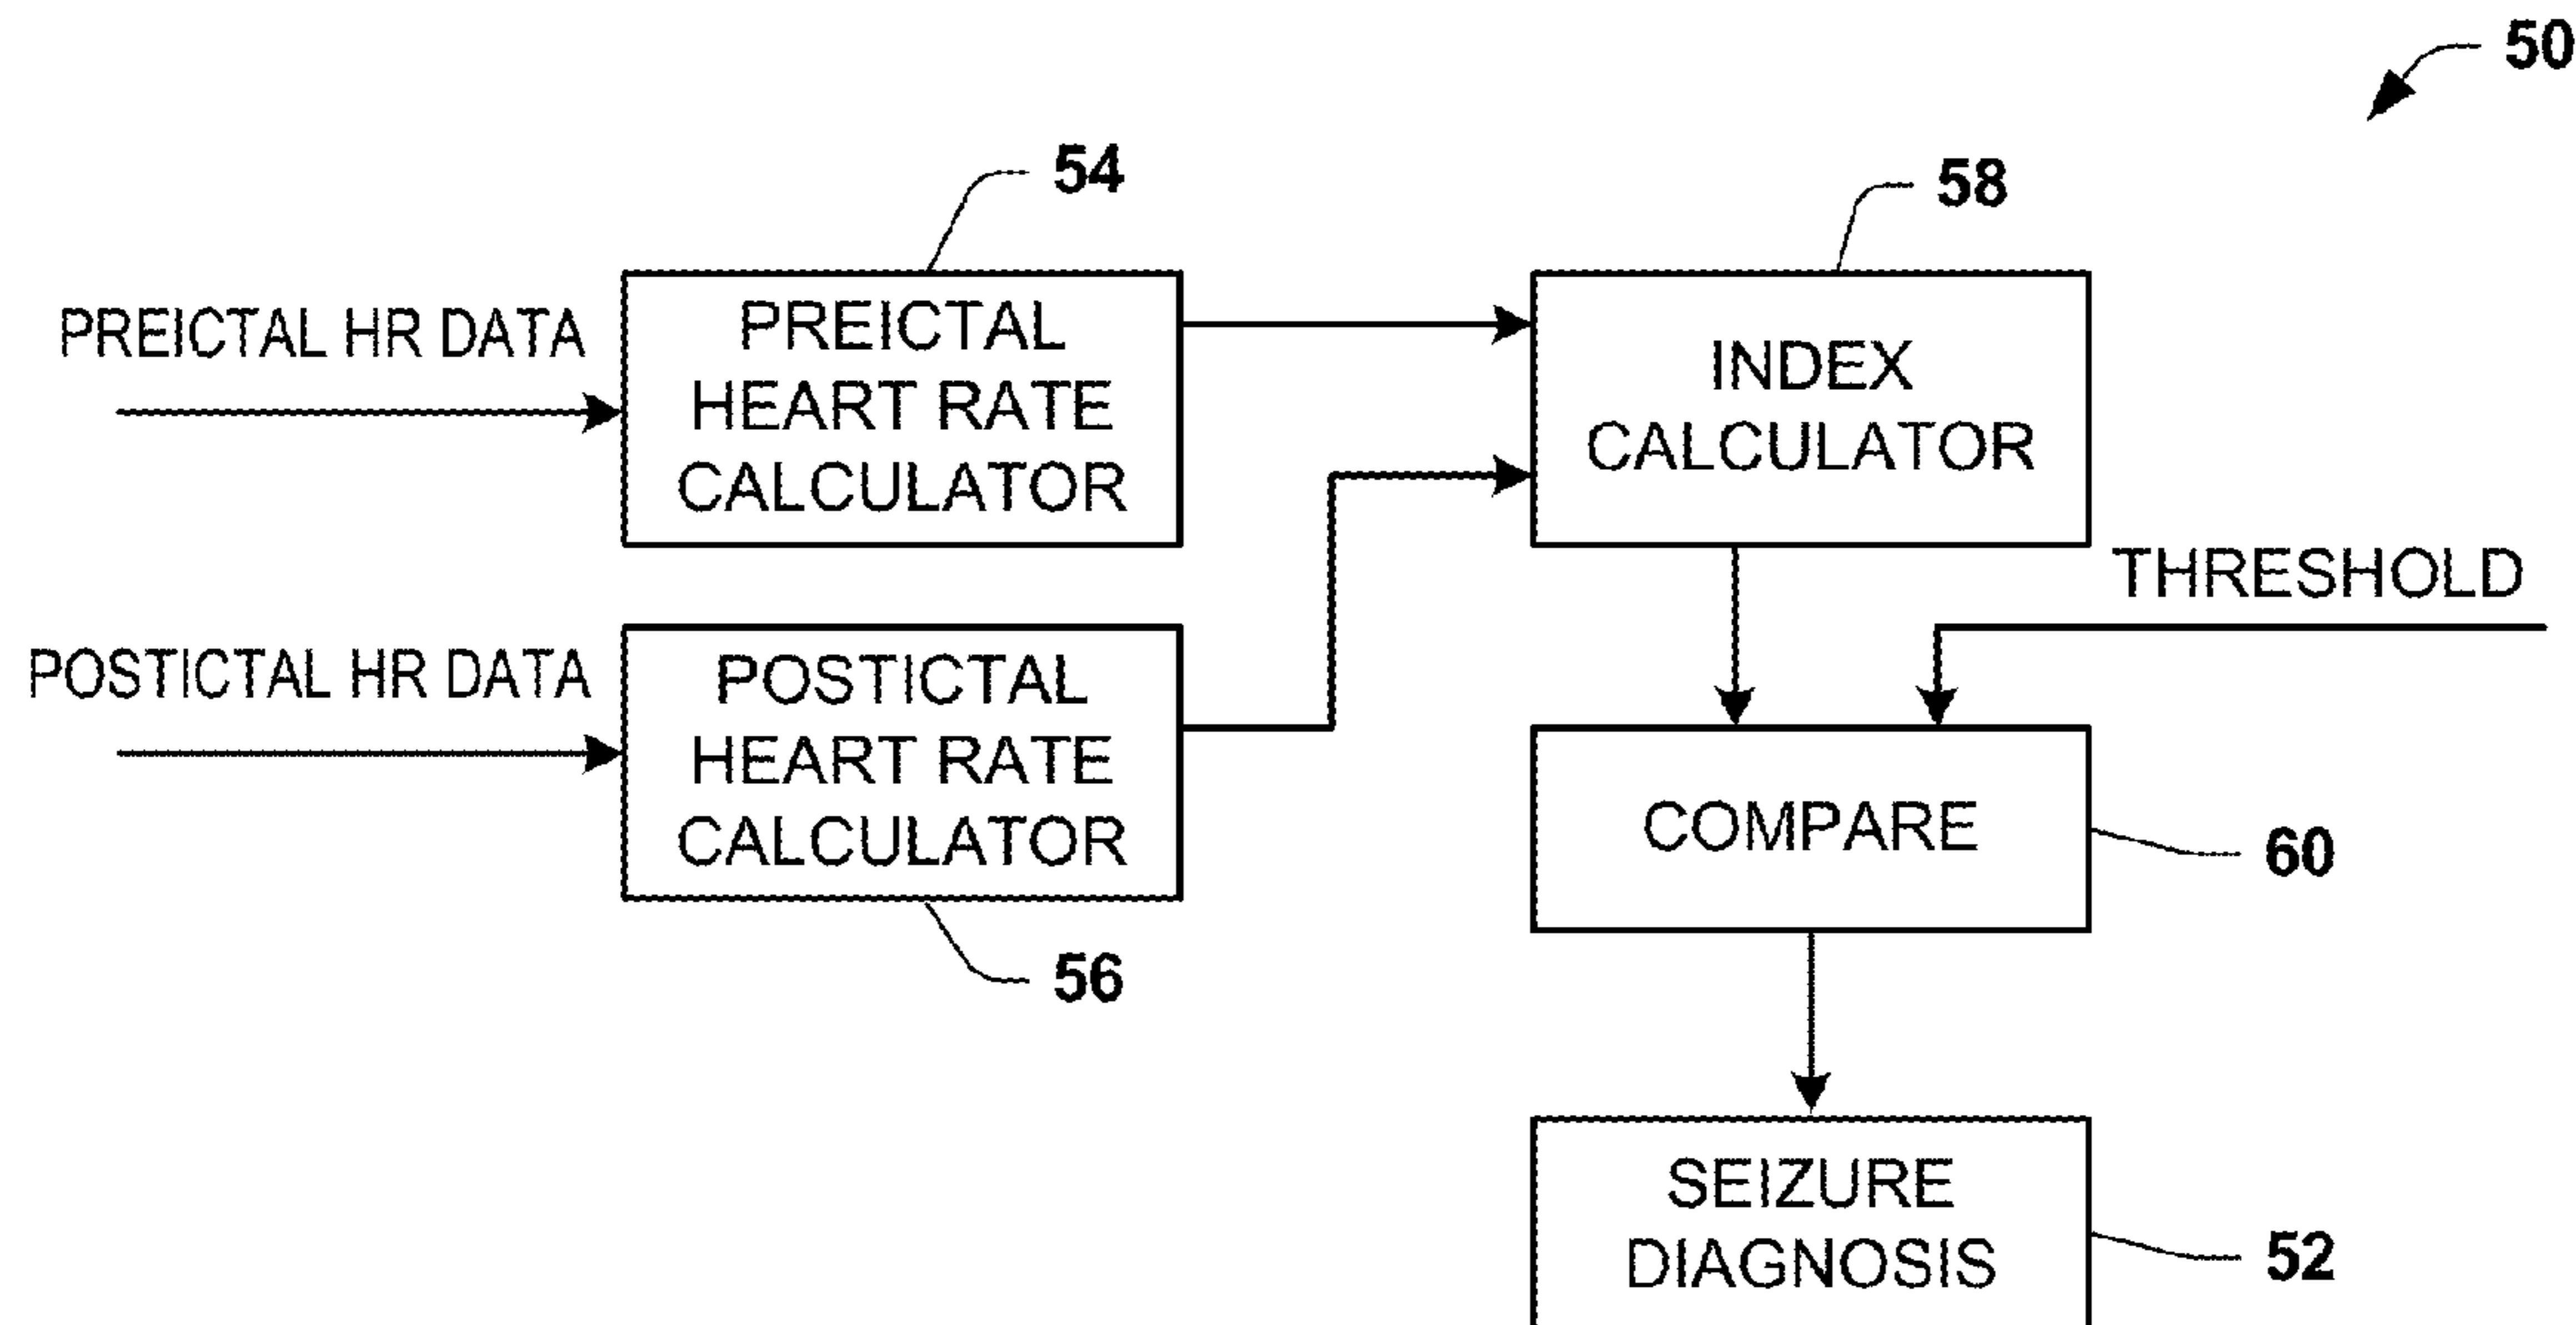 50
54
58
PREICTAL HR DATA
PREICTAL
HEART RATE
CALCULATOR
INDEX
CALCULATOR
THRESHOLD
POSTICTAL HR DATA
POSTICTAL
HEART RATE
CALCULATOR
COMPARE
60
56
SEIZURE
DIAGNOSIS
52